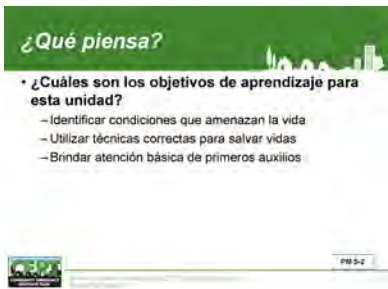 ¿Qué piensa?
• ¿Cuáles son los objetivos de aprendizaje para
esta unidad?
–Identificar condiciones que amenazan la vida
–Utilizar técnicas correctas para salvar vidas
–Brindar atención básica de primeros auxilios
CERT
PM 5-2